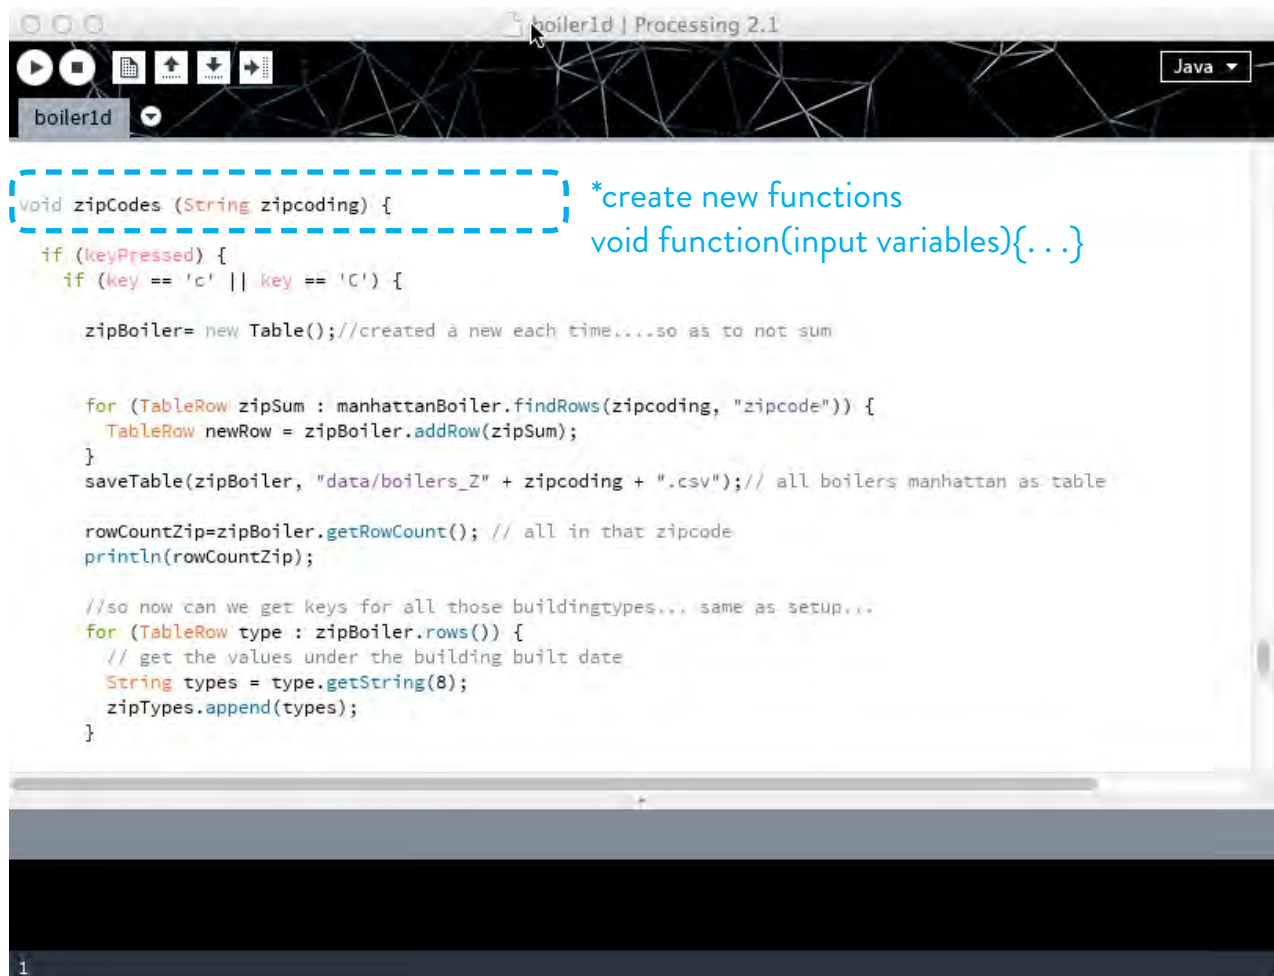 boiler1d | Processing 2.1
Java
boiler1d
void zipCodes (String zipcoding) {
*create new functions
void function(input variables){. . .}
if (keyPressed) {
if (key == 'c' || key == 'C') {
zipBoiler= new Table();//created a new each time....so as to not sum
for (TableRow zipSum : manhattanBoiler.findRows(zipcoding, "zipcode")) {
TableRow newRow = zipBoiler.addRow(zipSum);
}
saveTable(zipBoiler, "data/boilers_Z" + zipcoding + ".csv");// all boilers manhattan as table
rowCountZip=zipBoiler.getRowCount(); // all in that zipcode
println(rowCountZip);
//so now can we get keys for all those buildingtypes... same as setup...
for (TableRow type : zipBoiler.rows()) {
// get the values under the building built date
String types = type.getString(8);
zipTypes.append(types);
}
1